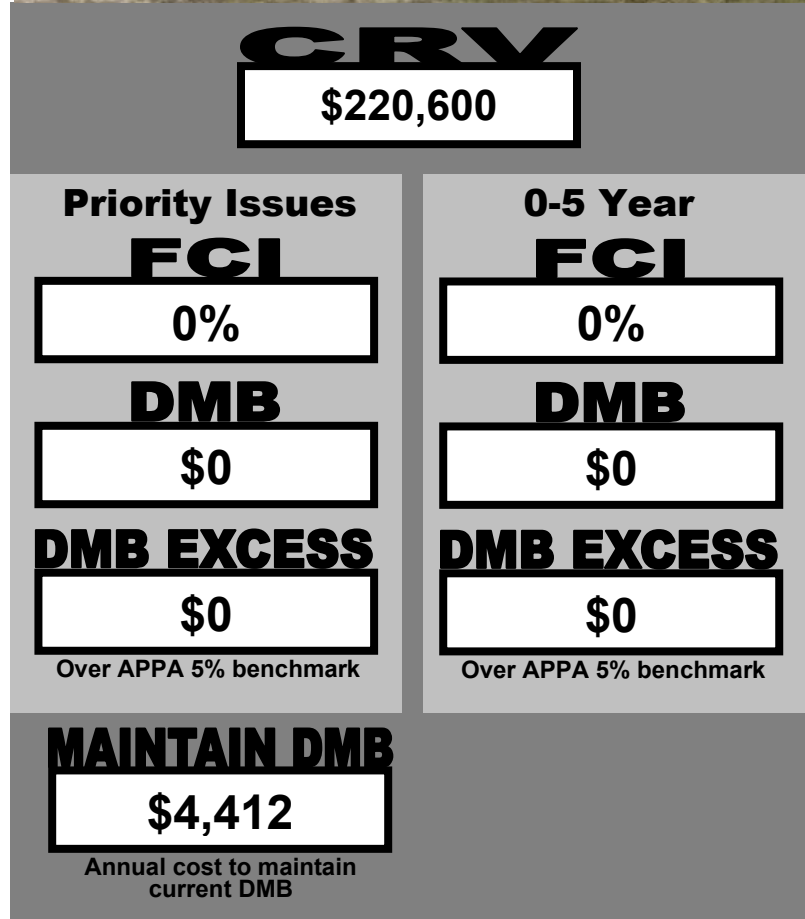 CRV
$220,600
Priority Issues
FCI
0%
DMB
$0
DMB EXCESS
$0
Over APPA 5% benchmark
0-5 Year
FCI
0%
DMB
$0
DMB EXCESS
$0
Over APPA 5% benchmark
MAINTAIN DMB
$4,412
Annual cost to maintain
current DMB